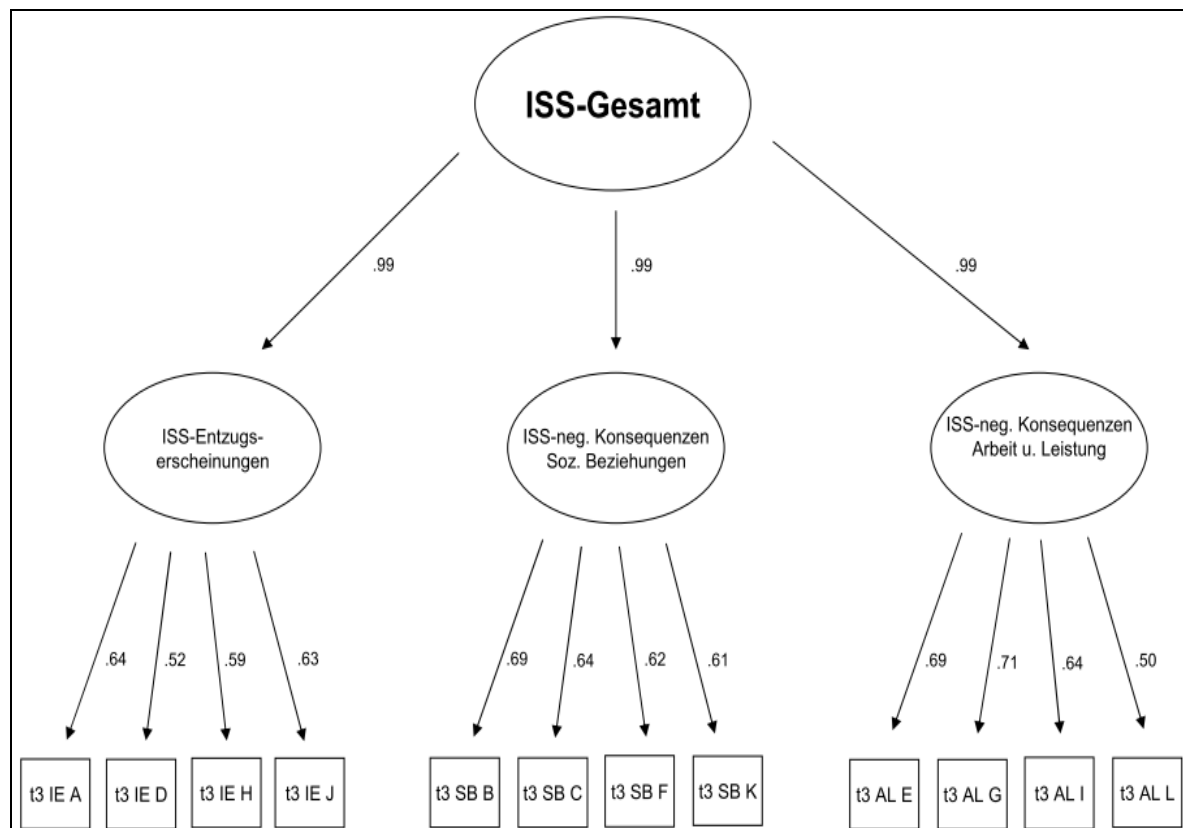 ISS-Gesamt
.99
.99
.99
ISS-Entzugs-
erscheinungen
ISS-neg. Konsequenzen
Soz. Beziehungen
ISS-neg. Konsequenzen
Arbeit u. Leistung
.64
.52
.59
.63
.69
.64
.62
.61
.69
.71
.64
.50
t3 IE A
t3 IE D
t3 IE H
t3 IE J
t3 SB B
t3 SB C
t3 SB F
t3 SB K
t3 AL E
t3 AL G
t3 AL I
t3 AL L